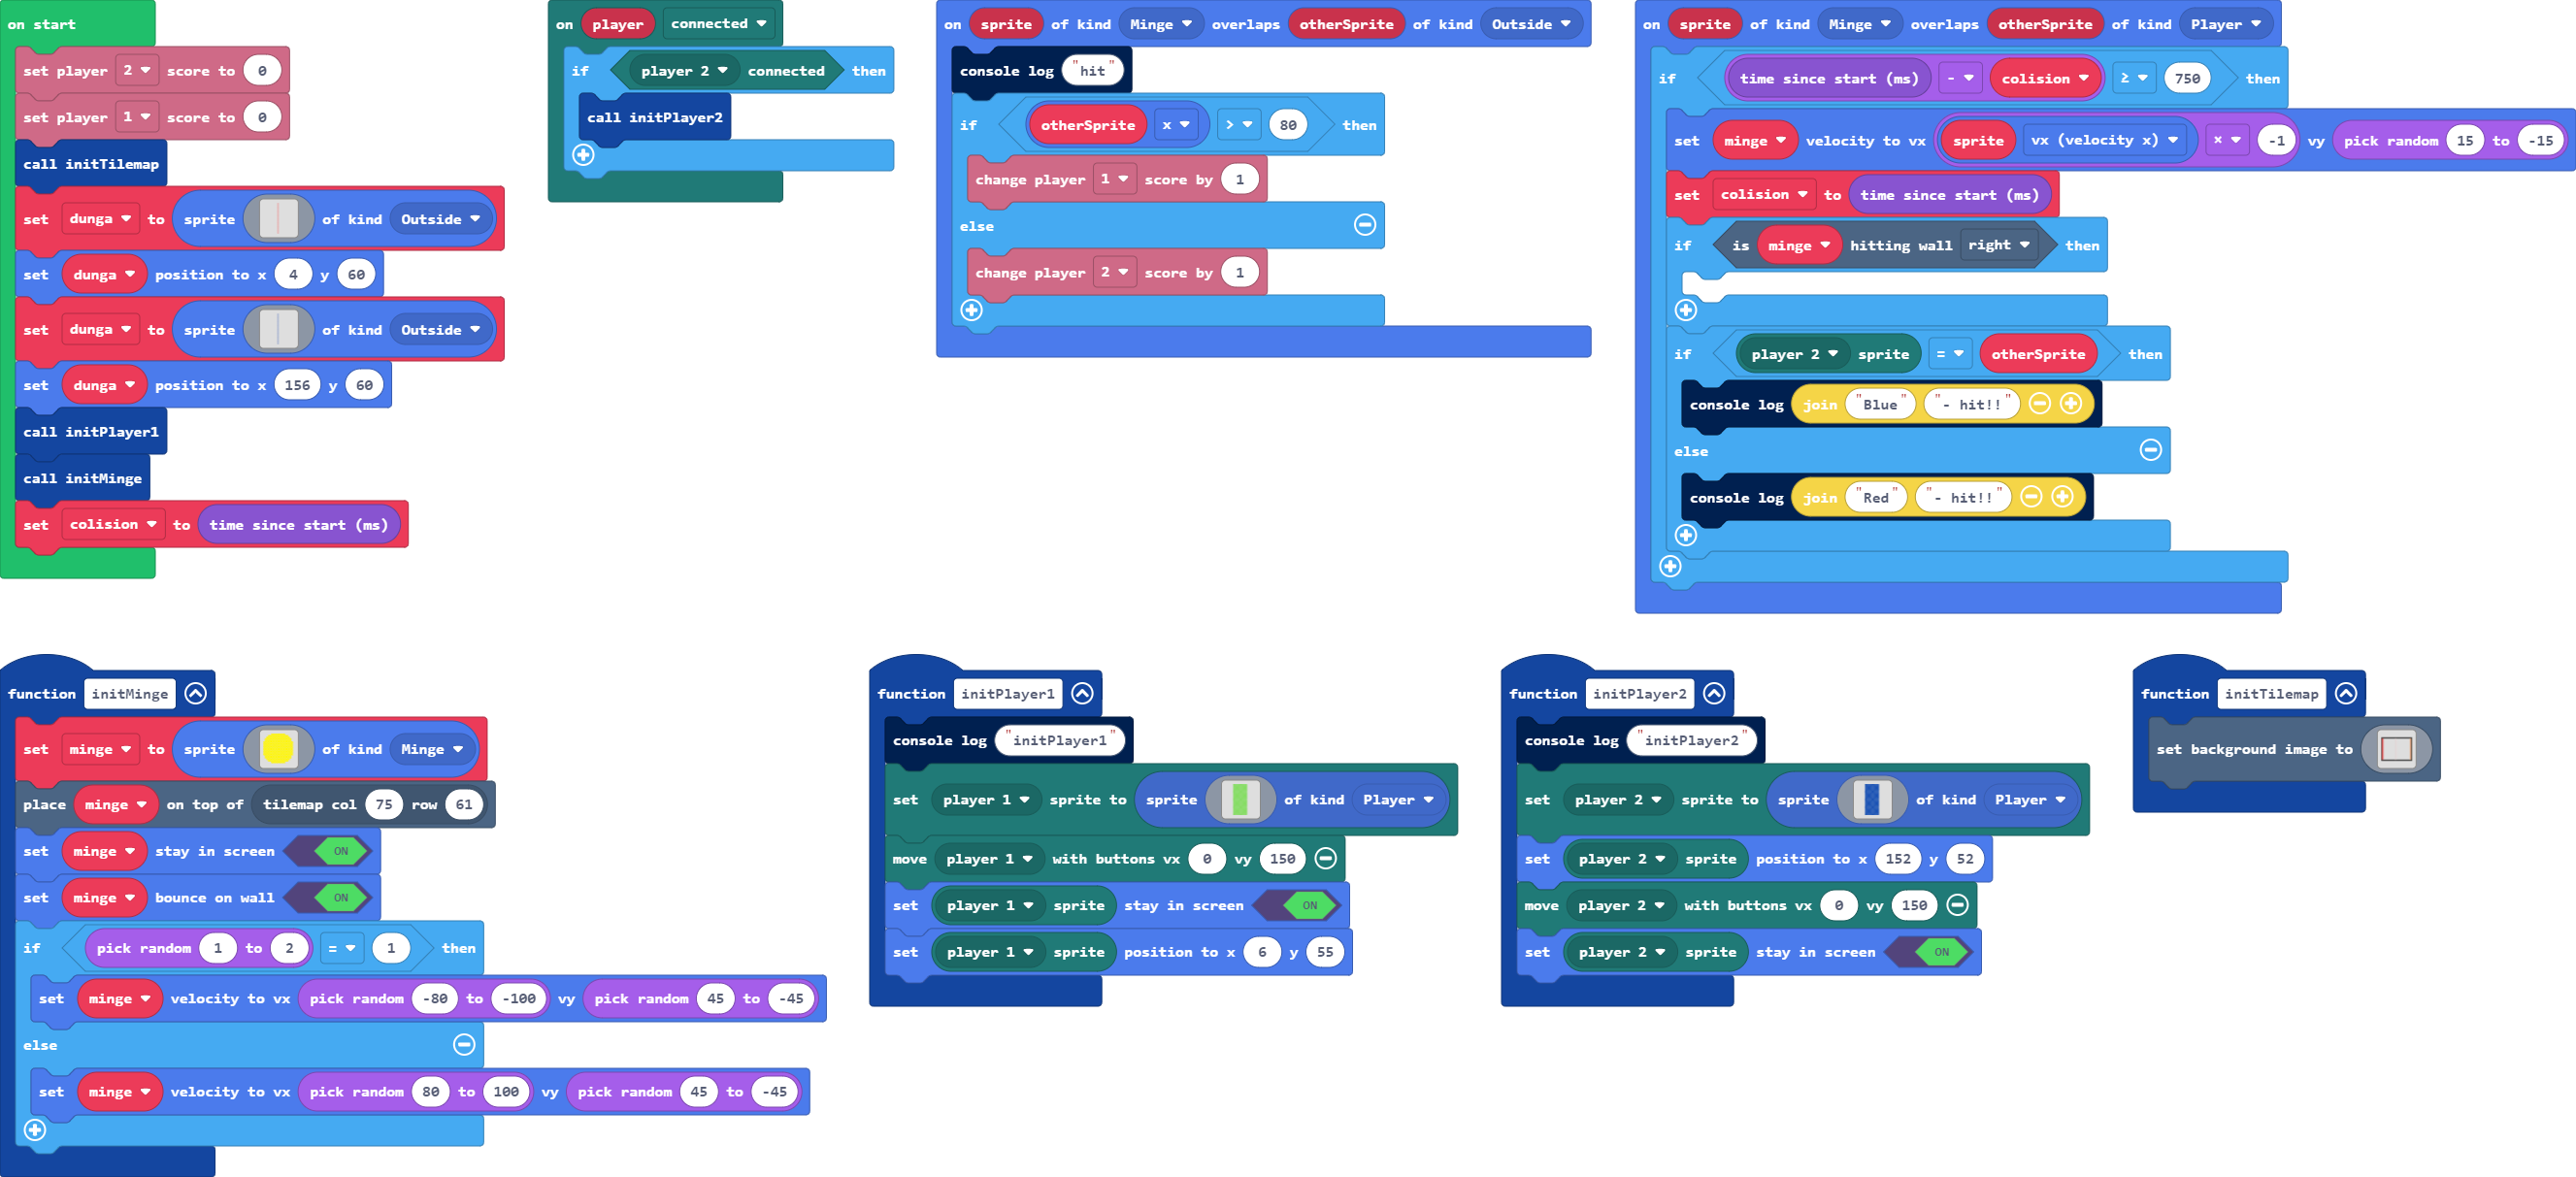 on start
set player 2 score to 0
set player 1 score to 0
call initTilemap
set dunga to sprite of kind Outside
set dunga position to x 4 y 60
set dunga to sprite of kind Outside
set dunga position to x 156 y 60
call initPlayer1
call initMinge
set colision to time since start (ms)
on player connected
if player 2 connected then
call initPlayer2
on sprite of kind Minge overlaps otherSprite of kind Outside
console log "hit"
if otherSprite x > 80 then
change player 1 score by 1
else
change player 2 score by 1
on sprite of kind Minge overlaps otherSprite of kind Player
if time since start (ms) - colision ≥ 750 then
set minge velocity to vx sprite vx (velocity x) × -1 vy pick random 15 to -15
set colision to time since start (ms)
if is minge hitting wall right then
if player 2 sprite = otherSprite then
console log join "Blue" "- hit!!"
else
console log join "Red" "- hit!!"
function initMinge
set minge to sprite of kind Minge
place minge on top of tilemap col 75 row 61
set minge stay in screen ON
set minge bounce on wall ON
if pick random 1 to 2 = 1 then
set minge velocity to vx pick random -80 to -100 vy pick random 45 to -45
else
set minge velocity to vx pick random 80 to 100 vy pick random 45 to -45
function initPlayer1
console log "initPlayer1"
set player 1 sprite to sprite of kind Player
move player 1 with buttons vx 0 vy 150
set player 1 sprite stay in screen ON
set player 1 sprite position to x 6 y 55
function initPlayer2
console log "initPlayer2"
set player 2 sprite to sprite of kind Player
set player 2 sprite position to x 152 y 52
move player 2 with buttons vx 0 vy 150
set player 2 sprite stay in screen ON
function initTilemap
set background image to